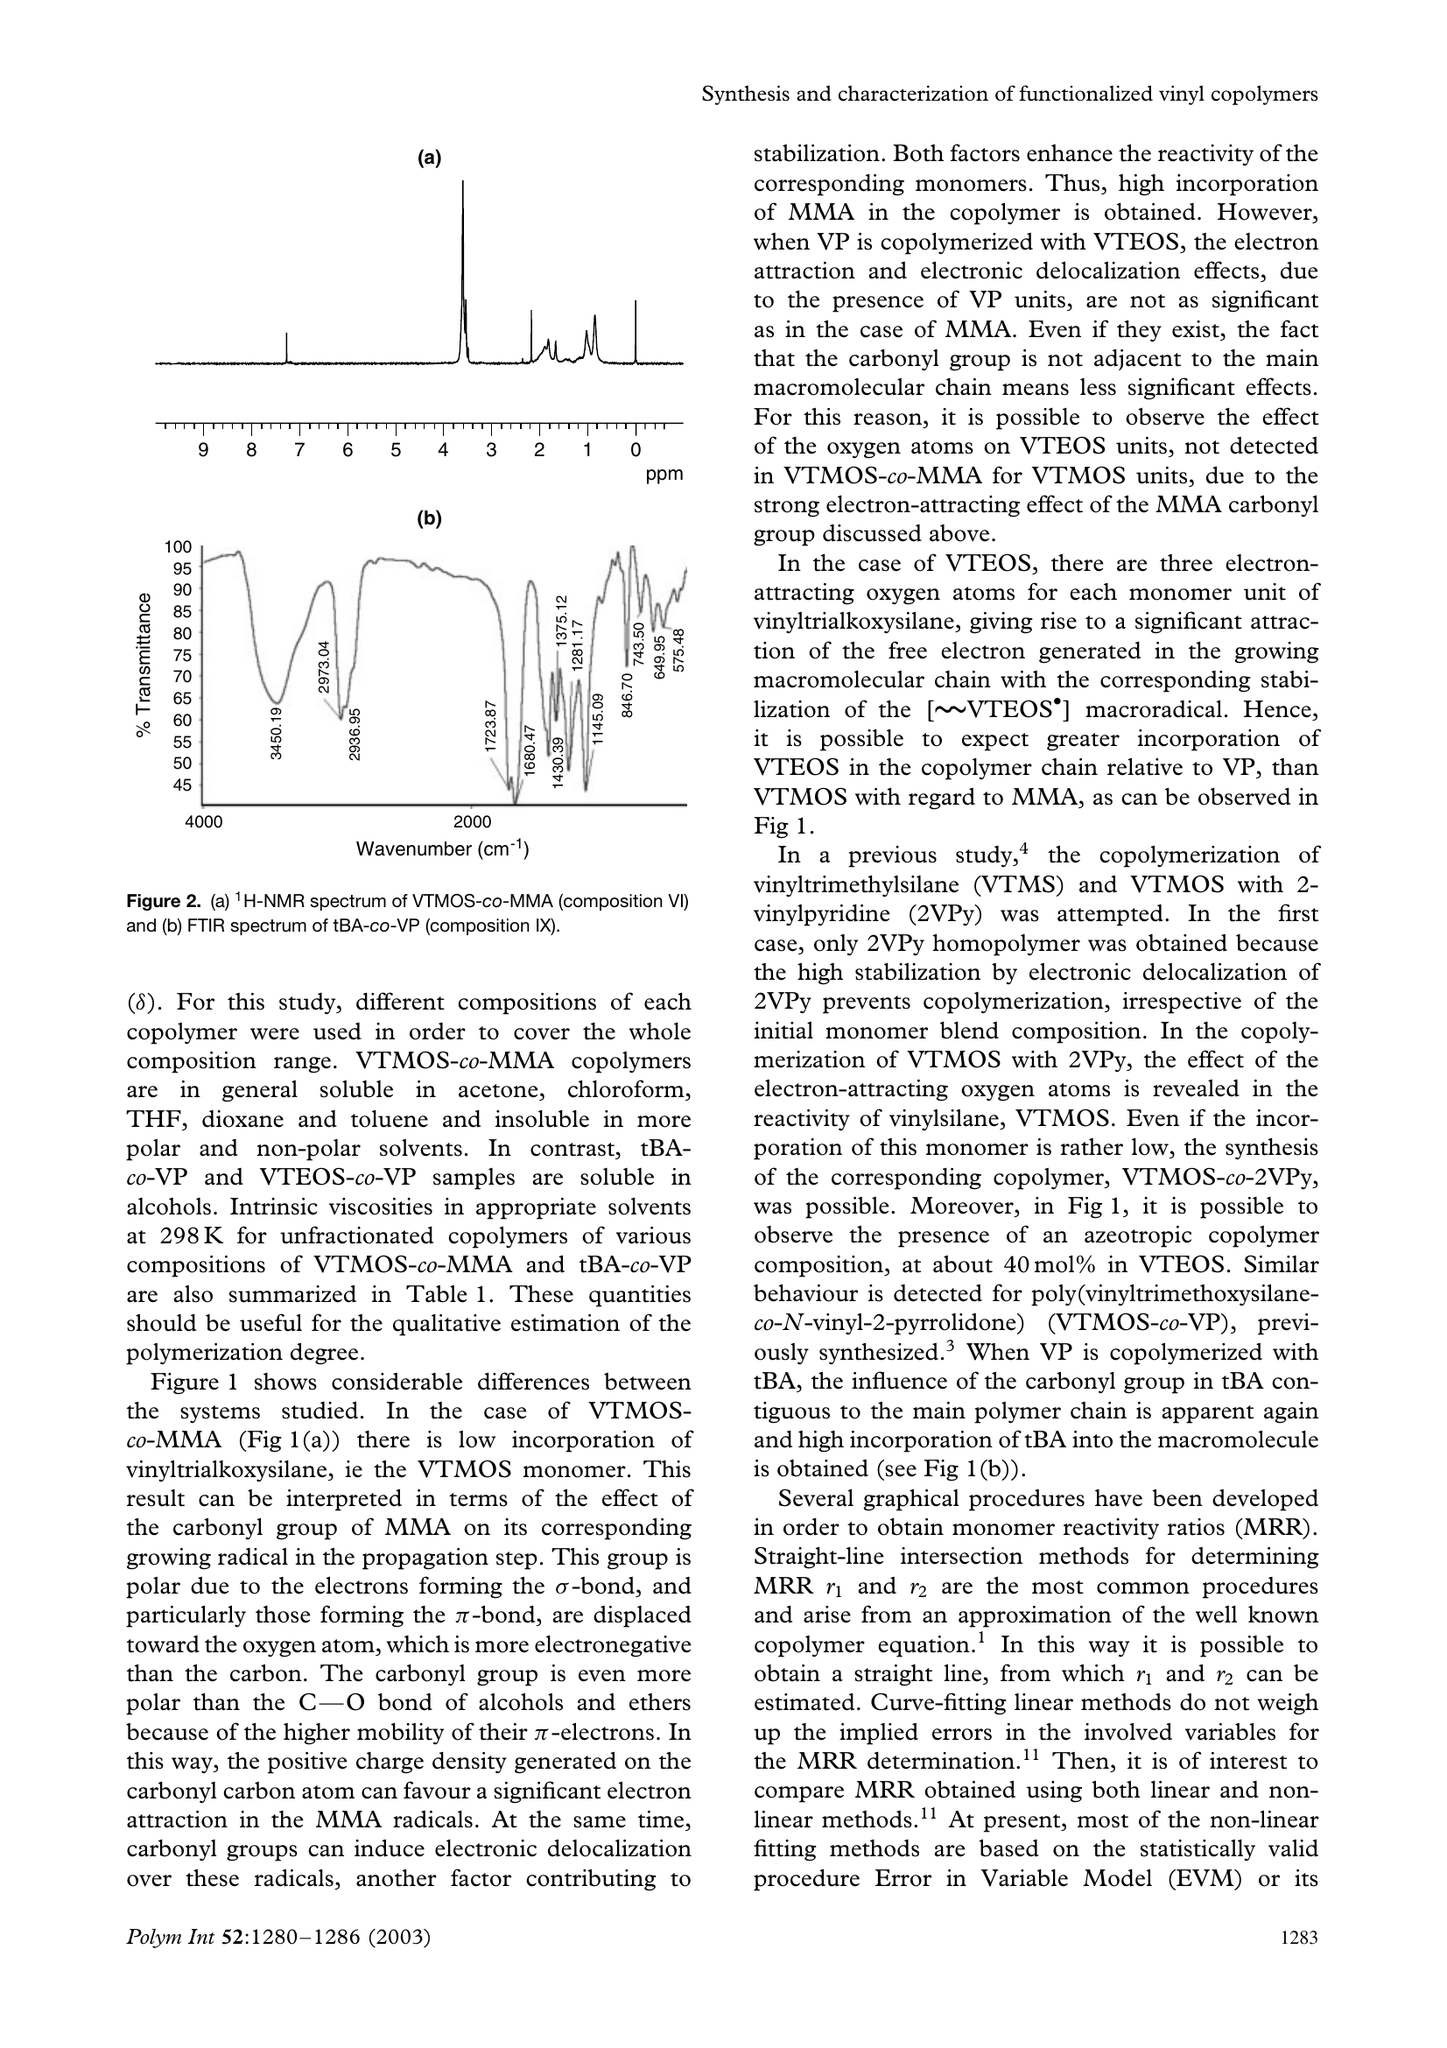 Synthesis and characterization of functionalized vinyl copolymers
(a)
9 8 7 6 5 4 3 2 1 0
ppm
(b)
100
95
90
85
80
75
70
65
60
55
50
45
% Transmittance
3450.19
2973.04
2936.95
1723.87
1680.47
1430.39
1375.12
1281.17
1145.09
846.70
743.50
649.95
575.48
4000 2000
Wavenumber (cm-1)
Figure 2. (a) 1H-NMR spectrum of VTMOS-co-MMA (composition VI)
and (b) FTIR spectrum of tBA-co-VP (composition IX).
(δ). For this study, different compositions of each
copolymer were used in order to cover the whole
composition range. VTMOS-co-MMA copolymers
are in general soluble in acetone, chloroform,
THF, dioxane and toluene and insoluble in more
polar and non-polar solvents. In contrast, tBA-
co-VP and VTEOS-co-VP samples are soluble in
alcohols. Intrinsic viscosities in appropriate solvents
at 298 K for unfractionated copolymers of various
compositions of VTMOS-co-MMA and tBA-co-VP
are also summarized in Table 1. These quantities
should be useful for the qualitative estimation of the
polymerization degree.
Figure 1 shows considerable differences between
the systems studied. In the case of VTMOS-
co-MMA (Fig 1(a)) there is low incorporation of
vinyltrialkoxysilane, ie the VTMOS monomer. This
result can be interpreted in terms of the effect of
the carbonyl group of MMA on its corresponding
growing radical in the propagation step. This group is
polar due to the electrons forming the σ-bond, and
particularly those forming the π-bond, are displaced
toward the oxygen atom, which is more electronegative
than the carbon. The carbonyl group is even more
polar than the C—O bond of alcohols and ethers
because of the higher mobility of their π-electrons. In
this way, the positive charge density generated on the
carbonyl carbon atom can favour a significant electron
attraction in the MMA radicals. At the same time,
carbonyl groups can induce electronic delocalization
over these radicals, another factor contributing to
stabilization. Both factors enhance the reactivity of the
corresponding monomers. Thus, high incorporation
of MMA in the copolymer is obtained. However,
when VP is copolymerized with VTEOS, the electron
attraction and electronic delocalization effects, due
to the presence of VP units, are not as significant
as in the case of MMA. Even if they exist, the fact
that the carbonyl group is not adjacent to the main
macromolecular chain means less significant effects.
For this reason, it is possible to observe the effect
of the oxygen atoms on VTEOS units, not detected
in VTMOS-co-MMA for VTMOS units, due to the
strong electron-attracting effect of the MMA carbonyl
group discussed above.
In the case of VTEOS, there are three electron-
attracting oxygen atoms for each monomer unit of
vinyltrialkoxysilane, giving rise to a significant attrac-
tion of the free electron generated in the growing
macromolecular chain with the corresponding stabi-
lization of the [~~VTEOS•] macroradical. Hence,
it is possible to expect greater incorporation of
VTEOS in the copolymer chain relative to VP, than
VTMOS with regard to MMA, as can be observed in
Fig 1.
In a previous study,4 the copolymerization of
vinyltrimethylsilane (VTMS) and VTMOS with 2-
vinylpyridine (2VPy) was attempted. In the first
case, only 2VPy homopolymer was obtained because
the high stabilization by electronic delocalization of
2VPy prevents copolymerization, irrespective of the
initial monomer blend composition. In the copoly-
merization of VTMOS with 2VPy, the effect of the
electron-attracting oxygen atoms is revealed in the
reactivity of vinylsilane, VTMOS. Even if the incor-
poration of this monomer is rather low, the synthesis
of the corresponding copolymer, VTMOS-co-2VPy,
was possible. Moreover, in Fig 1, it is possible to
observe the presence of an azeotropic copolymer
composition, at about 40 mol% in VTEOS. Similar
behaviour is detected for poly(vinyltrimethoxysilane-
co-N-vinyl-2-pyrrolidone) (VTMOS-co-VP), previ-
ously synthesized.3 When VP is copolymerized with
tBA, the influence of the carbonyl group in tBA con-
tiguous to the main polymer chain is apparent again
and high incorporation of tBA into the macromolecule
is obtained (see Fig 1(b)).
Several graphical procedures have been developed
in order to obtain monomer reactivity ratios (MRR).
Straight-line intersection methods for determining
MRR r1 and r2 are the most common procedures
and arise from an approximation of the well known
copolymer equation.1 In this way it is possible to
obtain a straight line, from which r1 and r2 can be
estimated. Curve-fitting linear methods do not weigh
up the implied errors in the involved variables for
the MRR determination.11 Then, it is of interest to
compare MRR obtained using both linear and non-
linear methods.11 At present, most of the non-linear
fitting methods are based on the statistically valid
procedure Error in Variable Model (EVM) or its
Polym Int 52:1280–1286 (2003)
1283